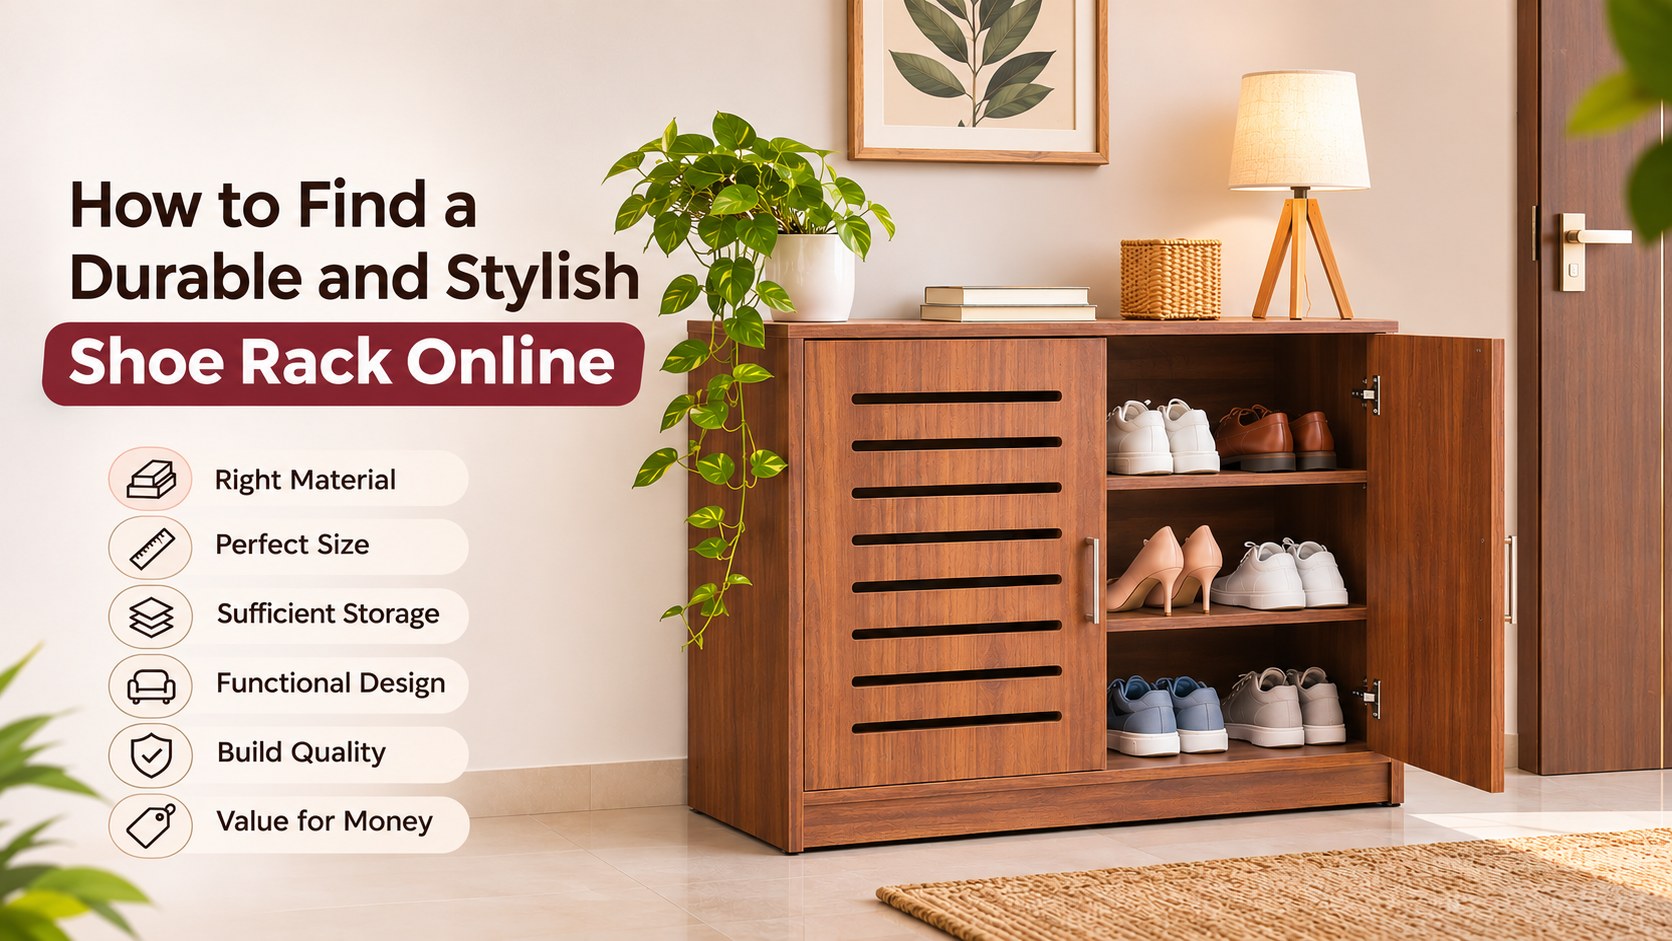 How to Find a
Durable and Stylish
Shoe Rack Online
Right Material
Perfect Size
Sufficient Storage
Functional Design
Build Quality
Value for Money